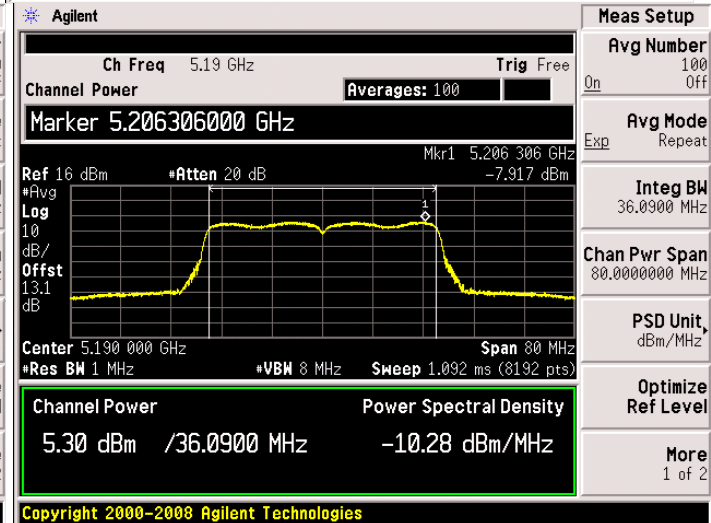 Agilent
Meas Setup
Ch Freq 5.19 GHz Trig Free
Channel Power Averages: 100
Marker 5.206306000 GHz
Mkr1 5.206 306 GHz
Ref 16 dBm #Atten 20 dB -7.917 dBm
#Avg
Log
10
dB/
Offst
13.1
dB
1
Center 5.190 000 GHz Span 80 MHz
#Res BW 1 MHz #VBW 8 MHz Sweep 1.092 ms (8192 pts)
Channel Power Power Spectral Density
5.30 dBm /36.0900 MHz -10.28 dBm/MHz
Copyright 2000-2008 Agilent Technologies
Avg Number
100
On Off
Avg Mode
Exp Repeat
Integ BW
36.0900 MHz
Chan Pwr Span
80.0000000 MHz
PSD Unit
dBm/MHz
Optimize
Ref Level
More
1 of 2